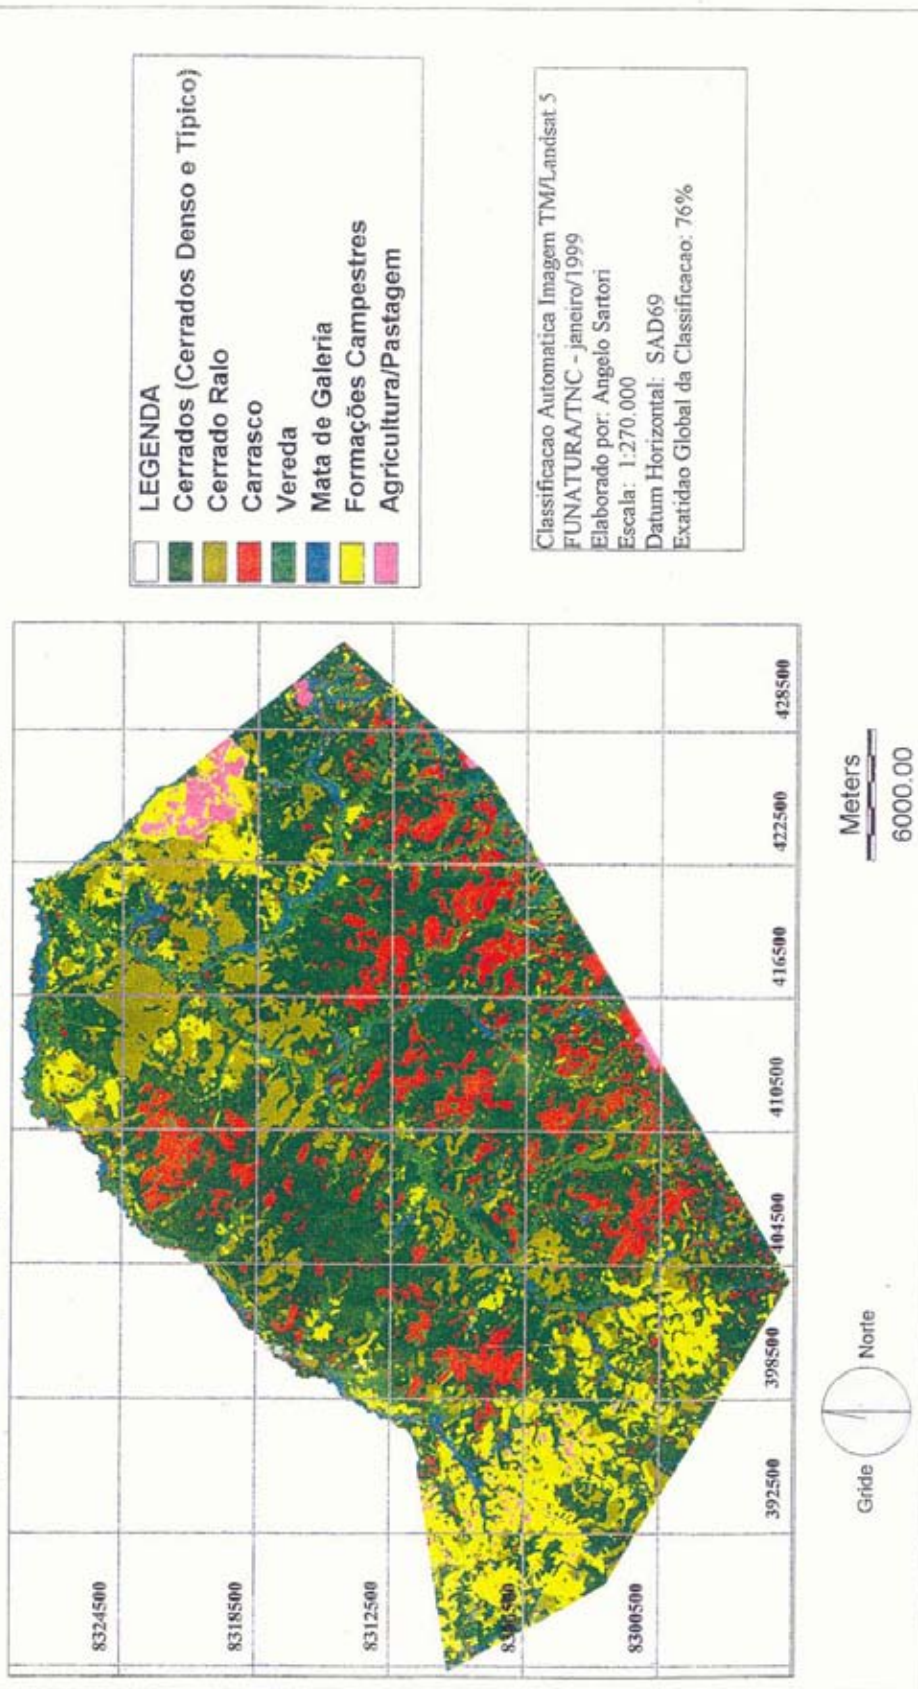 LEGENDA
Cerrados (Cerrados Denso e Típico)
Cerrado Ralo
Carrasco
Vereda
Mata de Galeria
Formações Campestres
Agricultura/Pastagem
Classificacao Automatica Imagem TM/Landsat 5
FUNATURA/TNC - janeiro/1999
Elaborado por: Angelo Sartori
Escala: 1:270.000
Datum Horizontal: SAD69
Exatidao Global da Classificacao: 76%
8324500
8318500
8312500
8300500
392500
398500
404500
410500
416500
422500
428500
Gride
Norte
Meters
6000.00